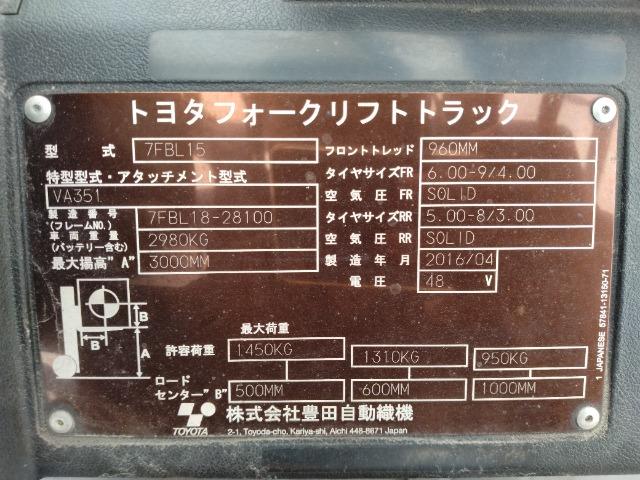 トヨタフォークリフトトラック
型 式 7FBL15 フロントトレッド 960MM
特型型式・アタッチメント型式 タイヤサイズFR 6.00-9/4.00
VA351 空気圧 FR SOLID
製造番号 (フレームNO.) 7FBL18-28100 タイヤサイズRR 5.00-8/3.00
車両重量 (バッテリー含む) 2980KG 空気圧 RR SOLID
最大揚高"A" 3000MM 製造年月 2016/04
電圧 48 V
B
B A
最大荷重
許容荷重 1450KG 1310KG 950KG
ロードセンター"B" 500MM 600MM 1000MM
TOYOTA 株式会社豊田自動織機
2-1, Toyoda-cho, Kariya-shi, Aichi 448-8671 Japan
1 JAPANESE 57841-13150-71